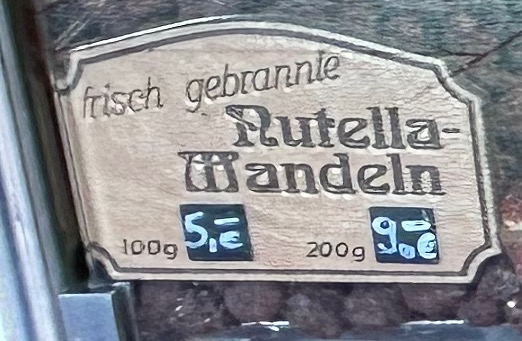 frisch gebrannte
Nutella-
Mandeln
100g 5,-€ 200g 9,-€